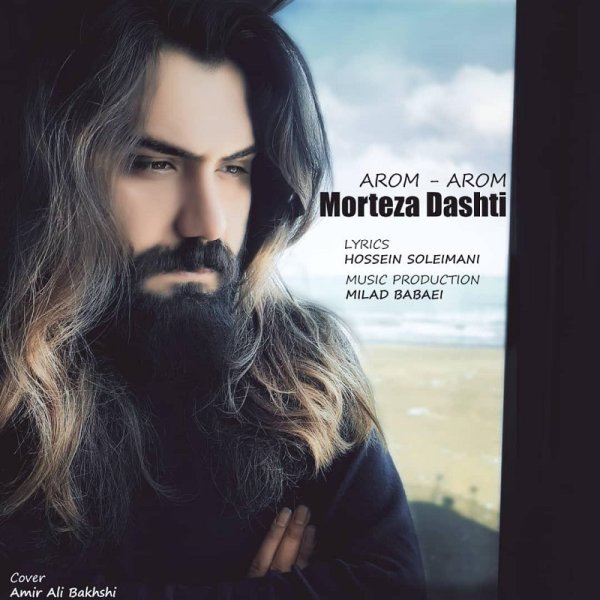 AROM - AROM
Morteza Dashti
LYRICS
HOSSEIN SOLEIMANI
MUSIC PRODUCTION
MILAD BABAEI
Cover
Amir Ali Bakhshi